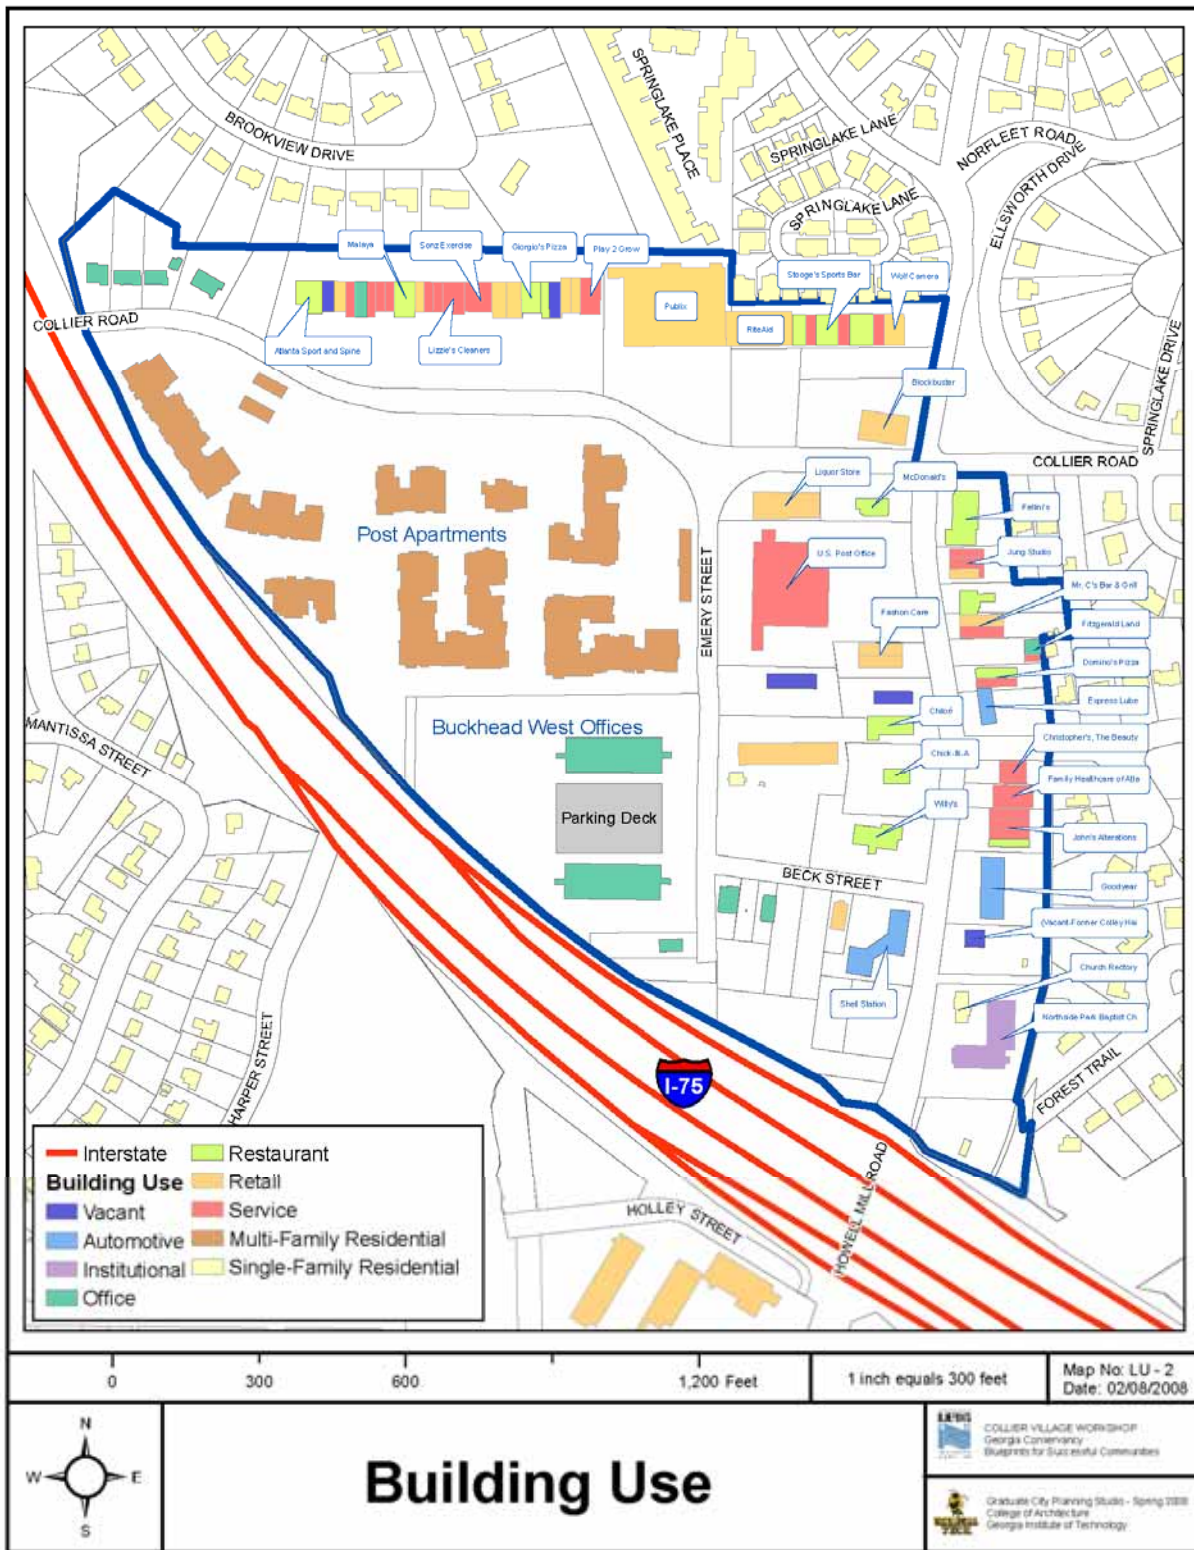 BROOKVIEW DRIVE
SPRINGLAKE PLACE
SPRINGLAKE LANE
NORFLEET ROAD
ELLSWORTH DRIVE
SPRINGLAKE LANE
SPRINGLAKE DRIVE
Malaya
Sonz Exercise
Giorgio's Pizza
Play 2 Grow
Stooge's Sports Bar
Wolf Camera
Publix
RiteAid
COLLIER ROAD
Atlanta Sport and Spine
Lizzie's Cleaners
Blockbuster
COLLIER ROAD
Liquor Store
McDonald's
Fellini's
Post Apartments
U.S. Post Office
Jung Studio
EMERY STREET
Mr. C's Bar & Grill
Fashion Care
Fitzgerald Land
Domino's Pizza
Express Lube
MANTISSA STREET
Buckhead West Offices
Christopher's, The Beauty
Chick-fil-A
Family Healthcare of Atla
Parking Deck
Willy's
John's Alterations
BECK STREET
Goodyear
(Vacant-Former Colley Hai
Church Rectory
Shell Station
Northside Park Baptist Ch
HARPER STREET
I-75
FOREST TRAIL
HOWELL MILL ROAD
HOLLEY STREET
Interstate
Building Use
Vacant
Automotive
Institutional
Office
Restaurant
Retail
Service
Multi-Family Residential
Single-Family Residential
0 300 600 1,200 Feet
1 inch equals 300 feet
Map No: LU - 2
Date: 02/08/2008
N
W E
S
Building Use
COLLIER VILLAGE WORKSHOP
Georgia Conservancy
Blueprints for Successful Communities
Graduate City Planning Studio - Spring 2008
College of Architecture
Georgia Institute of Technology